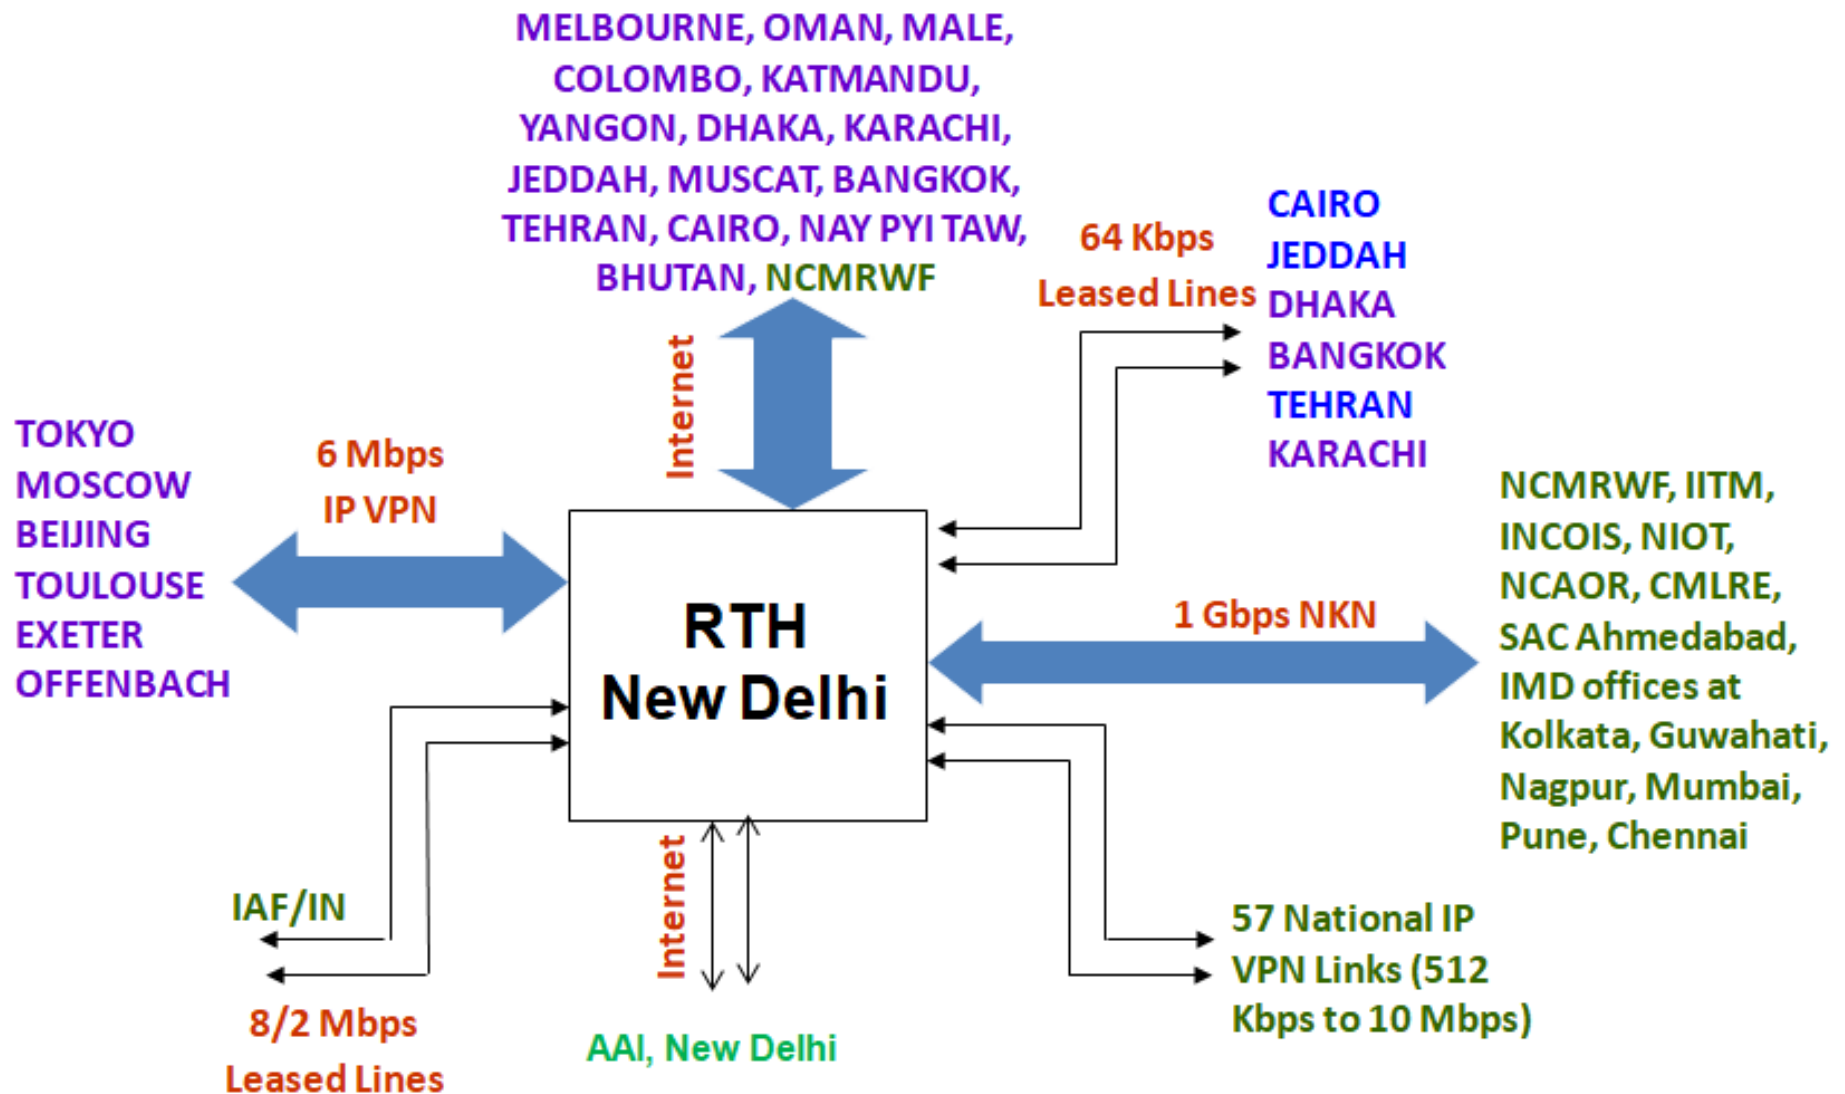 MELBOURNE, OMAN, MALE,
COLOMBO, KATMANDU,
YANGON, DHAKA, KARACHI,
JEDDAH, MUSCAT, BANGKOK,
TEHRAN, CAIRO, NAY PYI TAW,
BHUTAN, NCMRWF
Internet
64 Kbps
Leased Lines
CAIRO
JEDDAH
DHAKA
BANGKOK
TEHRAN
KARACHI
TOKYO
MOSCOW
BEIJING
TOULOUSE
EXETER
OFFENBACH
6 Mbps
IP VPN
RTH
New Delhi
1 Gbps NKN
NCMRWF, IITM,
INCOIS, NIOT,
NCAOR, CMLRE,
SAC Ahmedabad,
IMD offices at
Kolkata, Guwahati,
Nagpur, Mumbai,
Pune, Chennai
IAF/IN
8/2 Mbps
Leased Lines
Internet
AAI, New Delhi
57 National IP
VPN Links (512
Kbps to 10 Mbps)